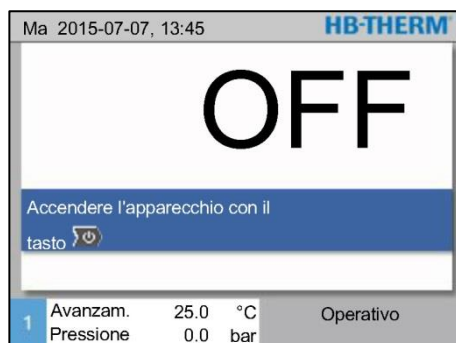 Ma 2015-07-07, 13:45 HB-THERM
OFF
Accendere l'apparecchio con il
tasto
1 Avanzam. 25.0 °C Operativo
Pressione 0.0 bar